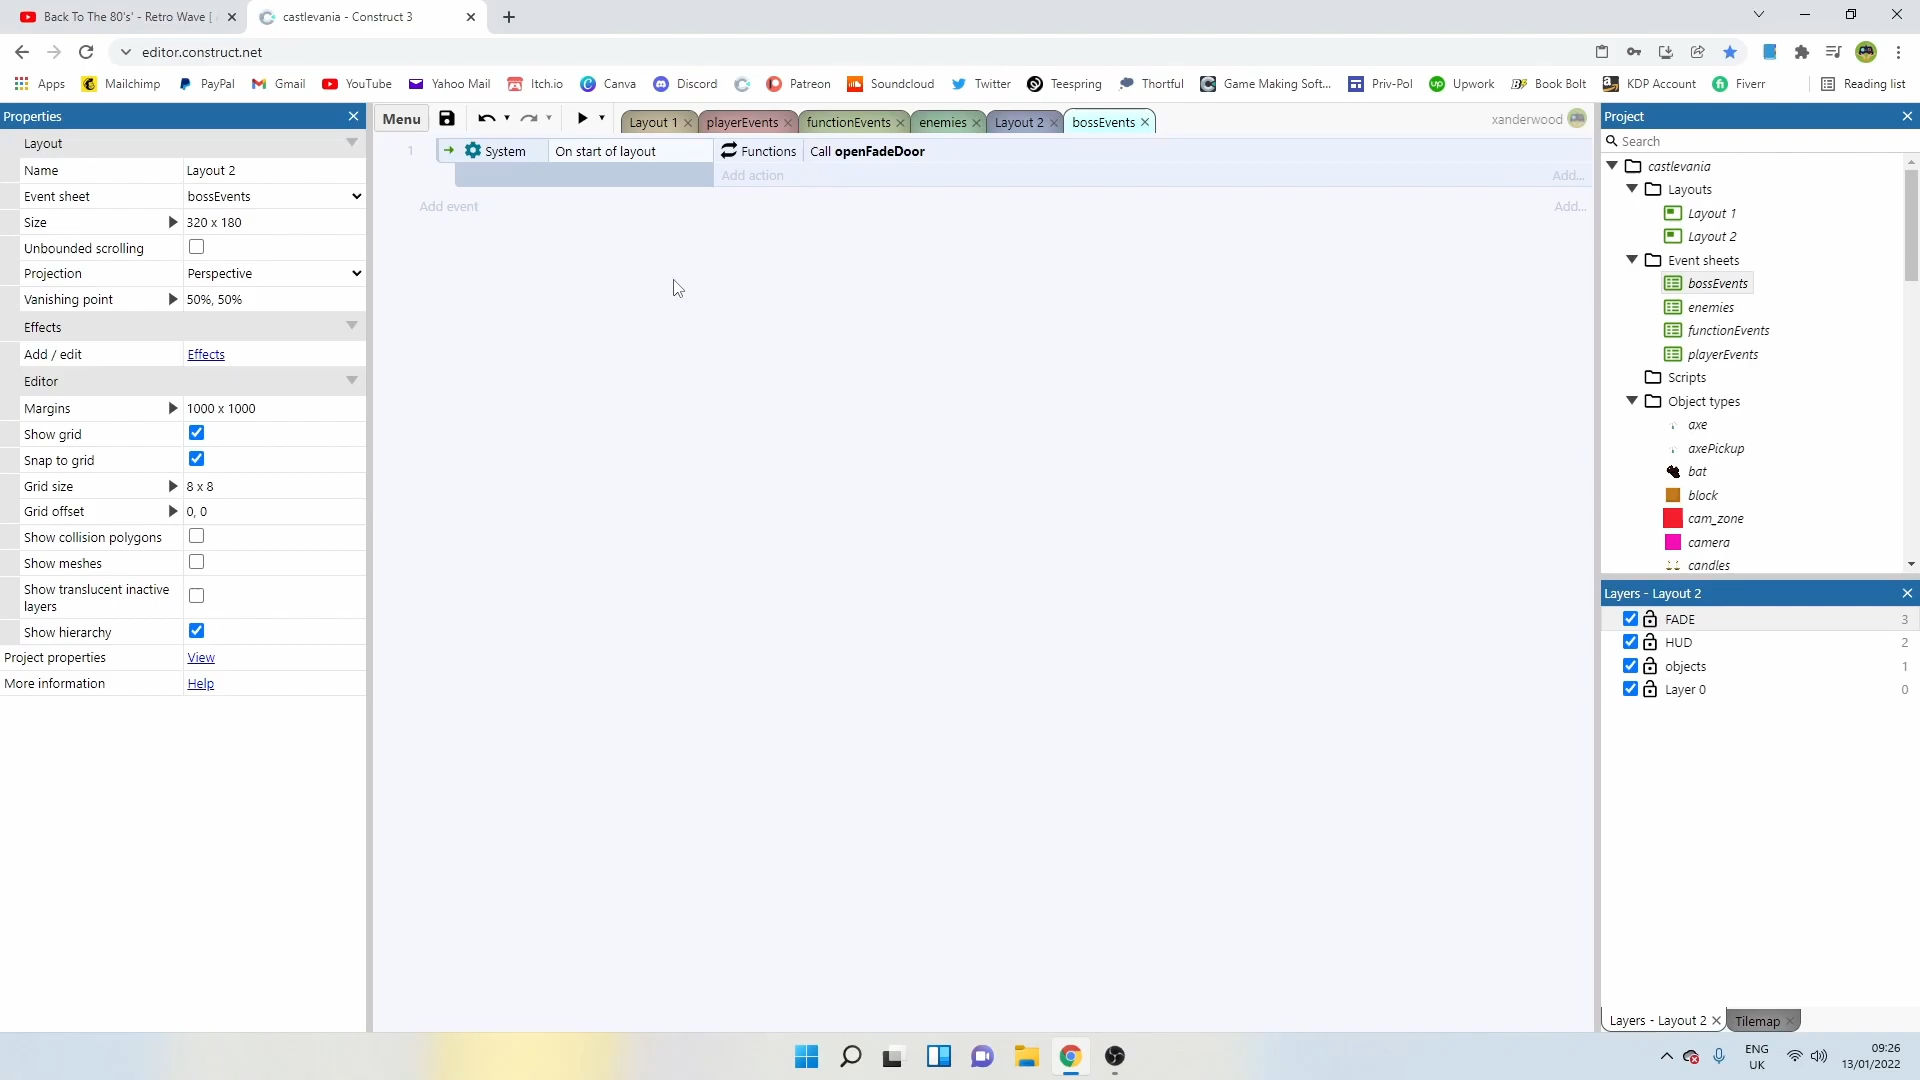 Back To The 80's' - Retro Wave [
castlevania - Construct 3
editor.construct.net
Apps
Mailchimp
PayPal
Gmail
YouTube
Yahoo Mail
Itch.io
Canva
Discord
Patreon
Soundcloud
Twitter
Teespring
Thortful
Game Making Soft...
Priv-Pol
Upwork
Book Bolt
KDP Account
Fiverr
Reading list
Properties
Layout
Name Layout 2
Event sheet bossEvents
Size 320 x 180
Unbounded scrolling
Projection Perspective
Vanishing point 50%, 50%
Effects
Add / edit Effects
Editor
Margins 1000 x 1000
Show grid
Snap to grid
Grid size 8 x 8
Grid offset 0, 0
Show collision polygons
Show meshes
Show translucent inactive
layers
Show hierarchy
Project properties View
More information Help
Menu
Layout 1
playerEvents
functionEvents
enemies
Layout 2
bossEvents
xanderwood
1 System On start of layout Functions Call openFadeDoor
Add action Add...
Add event Add...
Project
Search
castlevania
Layouts
Layout 1
Layout 2
Event sheets
bossEvents
enemies
functionEvents
playerEvents
Scripts
Object types
axe
axePickup
bat
block
cam_zone
camera
candles
Layers - Layout 2
FADE 3
HUD 2
objects 1
Layer 0 0
Layers - Layout 2
Tilemap
ENG
UK
09:26
13/01/2022